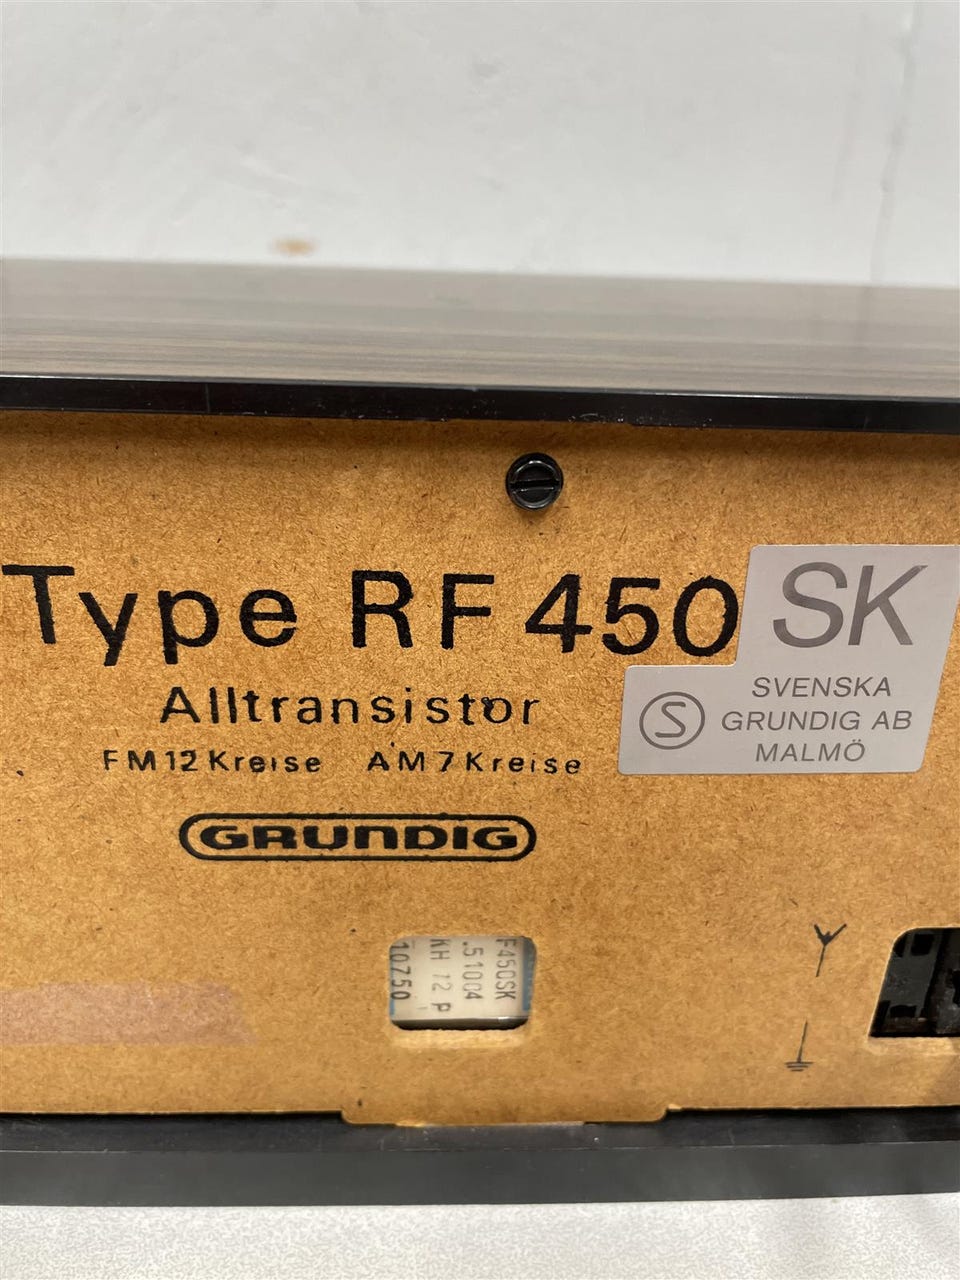 Type RF 450 SK
Alltransistor
FM 12 Kreise AM 7 Kreise
GRUNDIG
S
SVENSKA
GRUNDIG AB
MALMÖ
F450SK
.51004
KH 12 P
10750